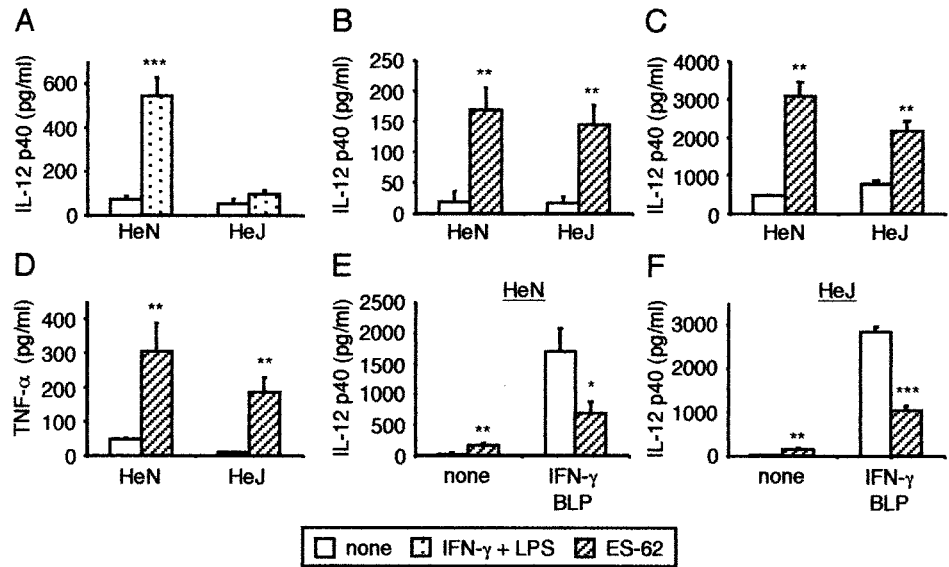 A
IL-12 p40 (pg/ml)
600
400
200
0
***
HeN
HeJ
B
IL-12 p40 (pg/ml)
250
200
150
100
50
0
**
**
HeN
HeJ
C
IL-12 p40 (pg/ml)
4000
3000
2000
1000
0
**
**
HeN
HeJ
D
TNF-α (pg/ml)
400
300
200
100
0
**
**
HeN
HeJ
E
HeN
IL-12 p40 (pg/ml)
2500
2000
1500
1000
500
0
**
*
none
IFN-γ
BLP
F
HeJ
IL-12 p40 (pg/ml)
3000
2000
1000
0
**
***
none
IFN-γ
BLP
none IFN-γ + LPS ES-62